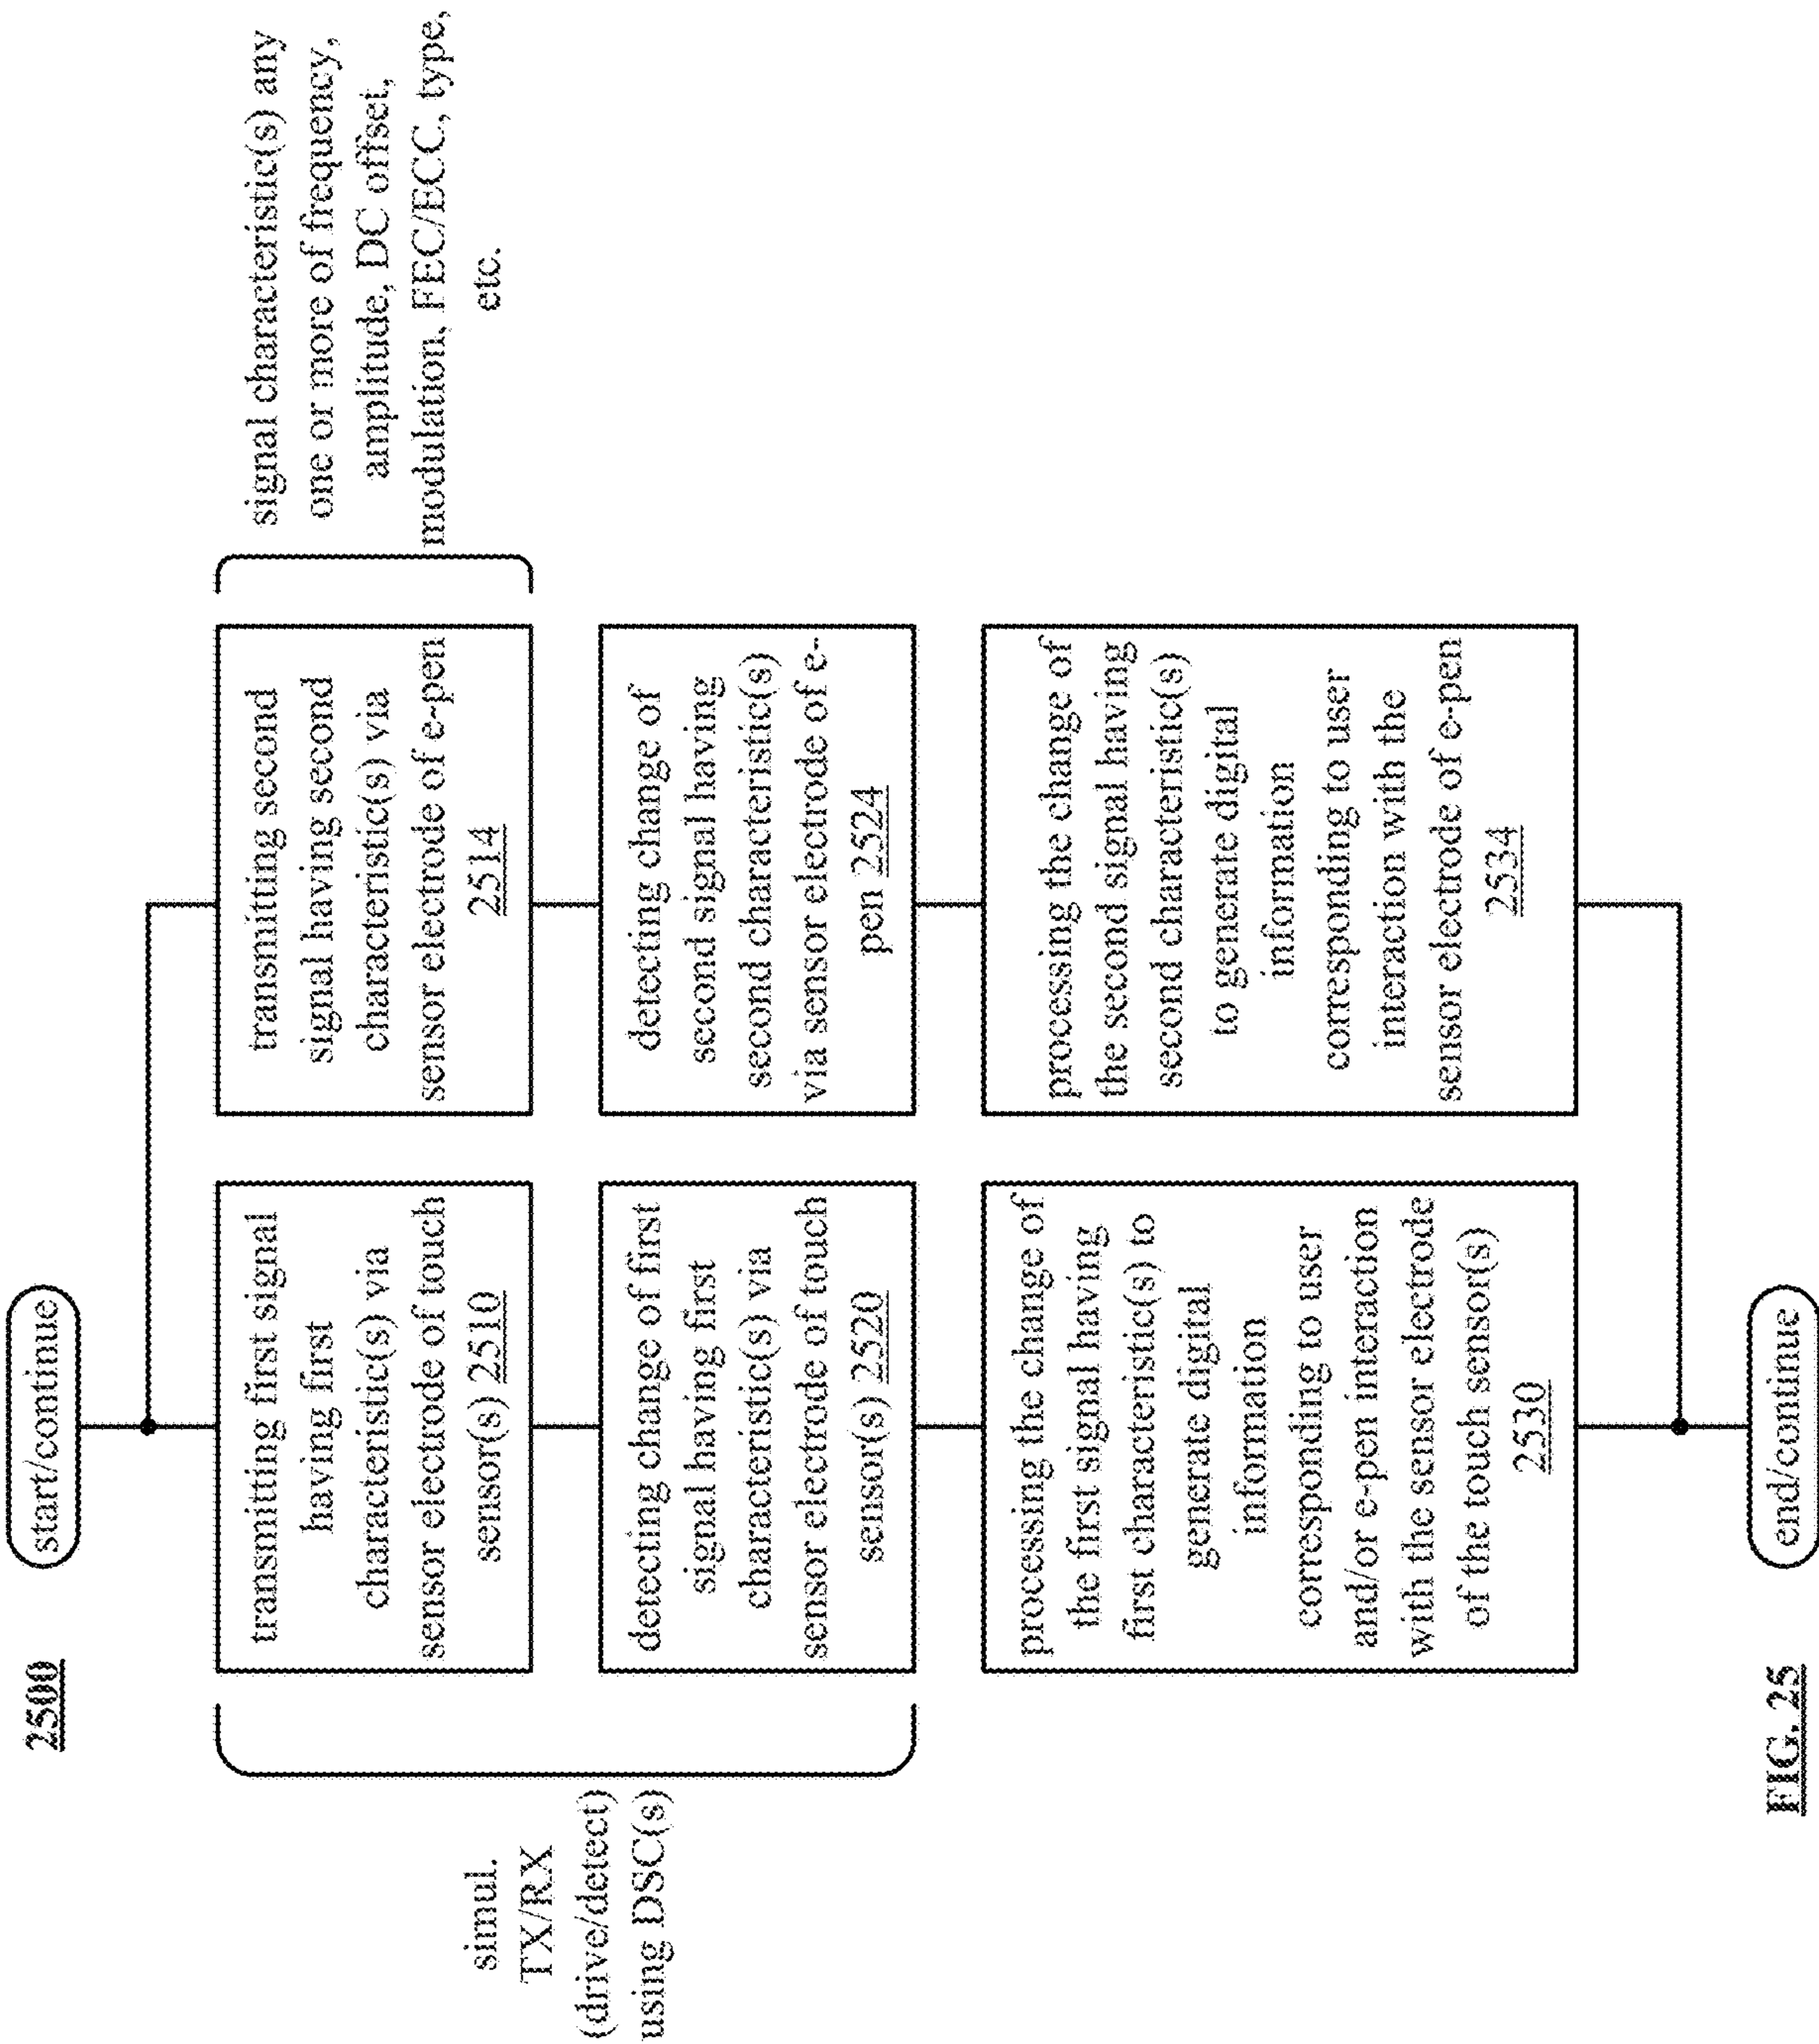 2500
start/continue
simul.
TX/RX
(drive/detect)
using DSC(s)
transmitting first signal
having first
characteristic(s) via
sensor electrode of touch
sensor(s) 2510
detecting change of first
signal having first
characteristic(s) via
sensor electrode of touch
sensor(s) 2520
processing the change of
the first signal having
first characteristic(s) to
generate digital
information
corresponding to user
and/or e-pen interaction
with the sensor electrode
of the touch sensor(s)
2530
transmitting second
signal having second
characteristic(s) via
sensor electrode of e-pen
2514
detecting change of
second signal having
second characteristic(s)
via sensor electrode of e-
pen 2524
processing the change of
the second signal having
second characteristic(s)
to generate digital
information
corresponding to user
interaction with the
sensor electrode of e-pen
2534
signal characteristic(s) any
one or more of frequency,
amplitude, DC offset,
modulation, FEC/ECC, type,
etc.
end/continue
FIG. 25